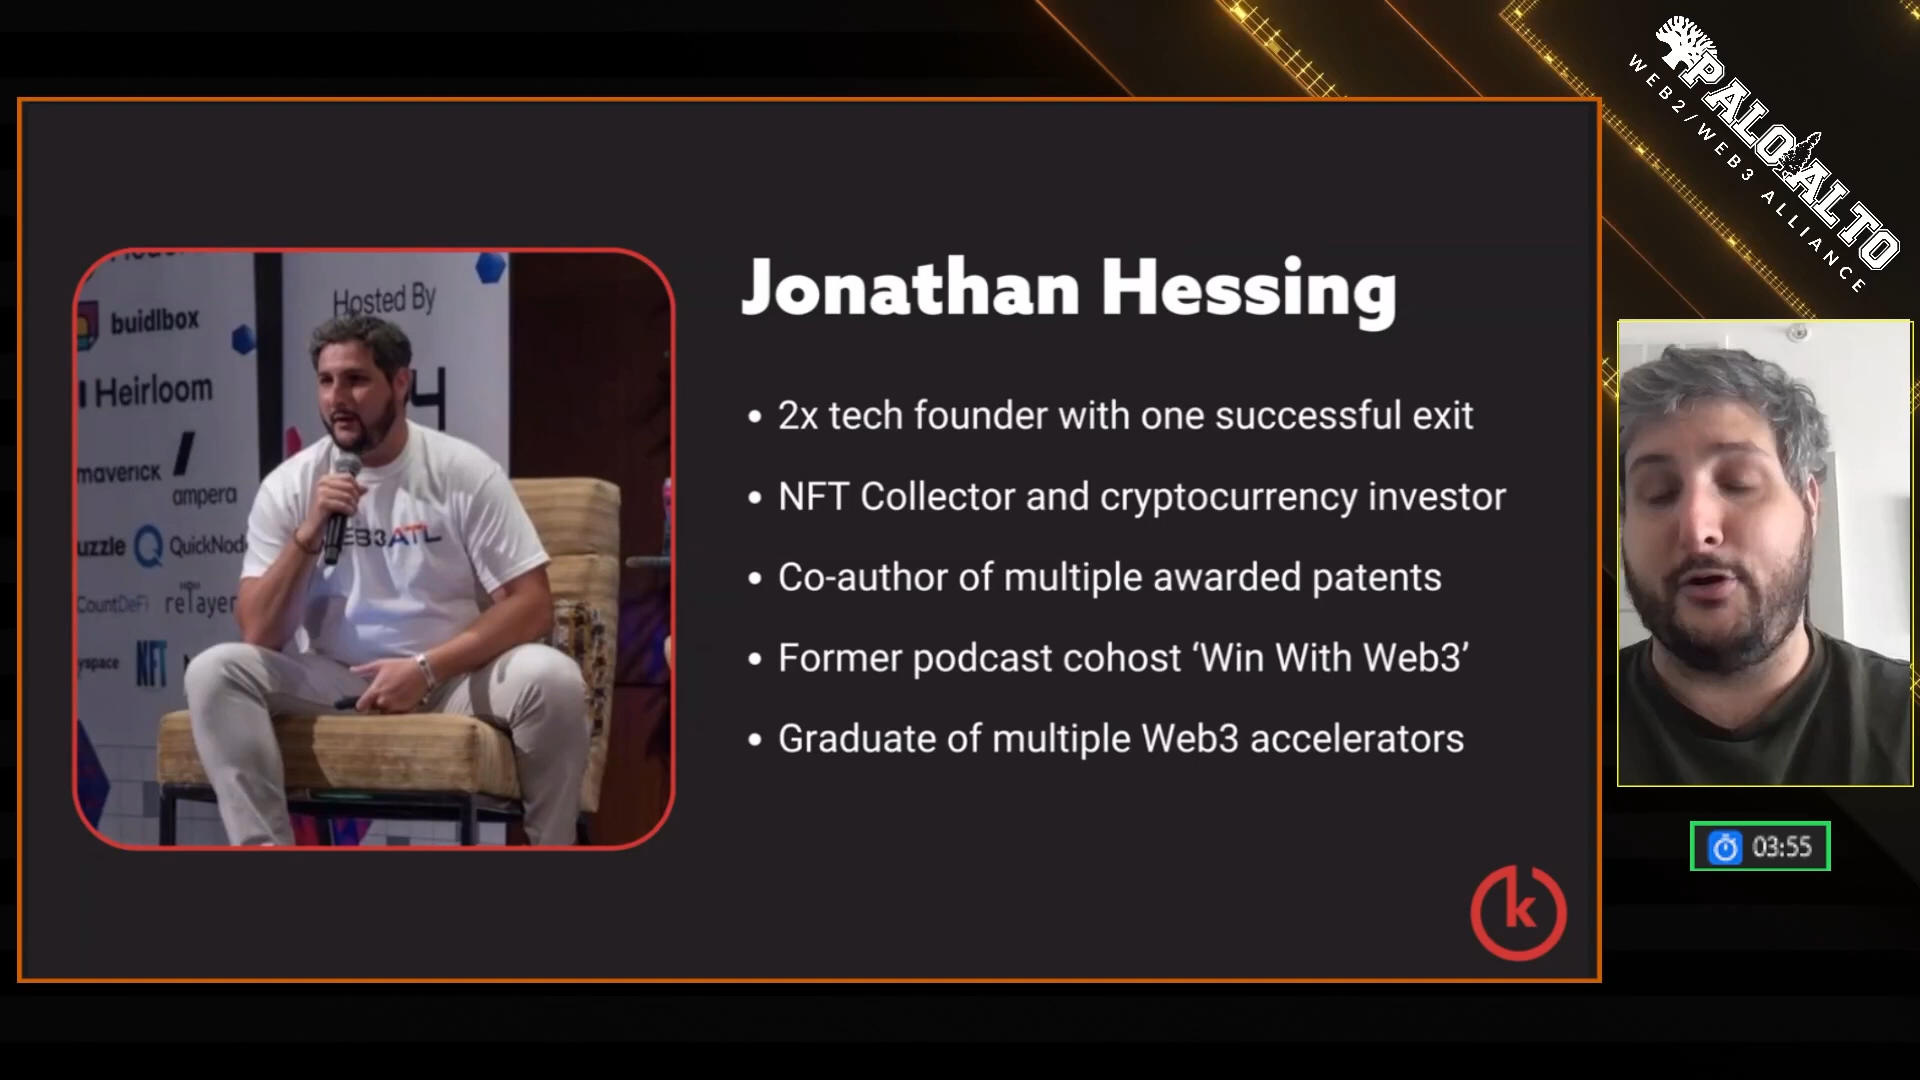 PALO ALTO
WEB2/WEB3 ALLIANCE
Jonathan Hessing
• 2x tech founder with one successful exit
• NFT Collector and cryptocurrency investor
• Co-author of multiple awarded patents
• Former podcast cohost ‘Win With Web3’
• Graduate of multiple Web3 accelerators
Hosted By
buidlbox
Heirloom
maverick
ampera
QuickNod
CountDeFi
relayer
NFT
EB3ATL
03:55
k